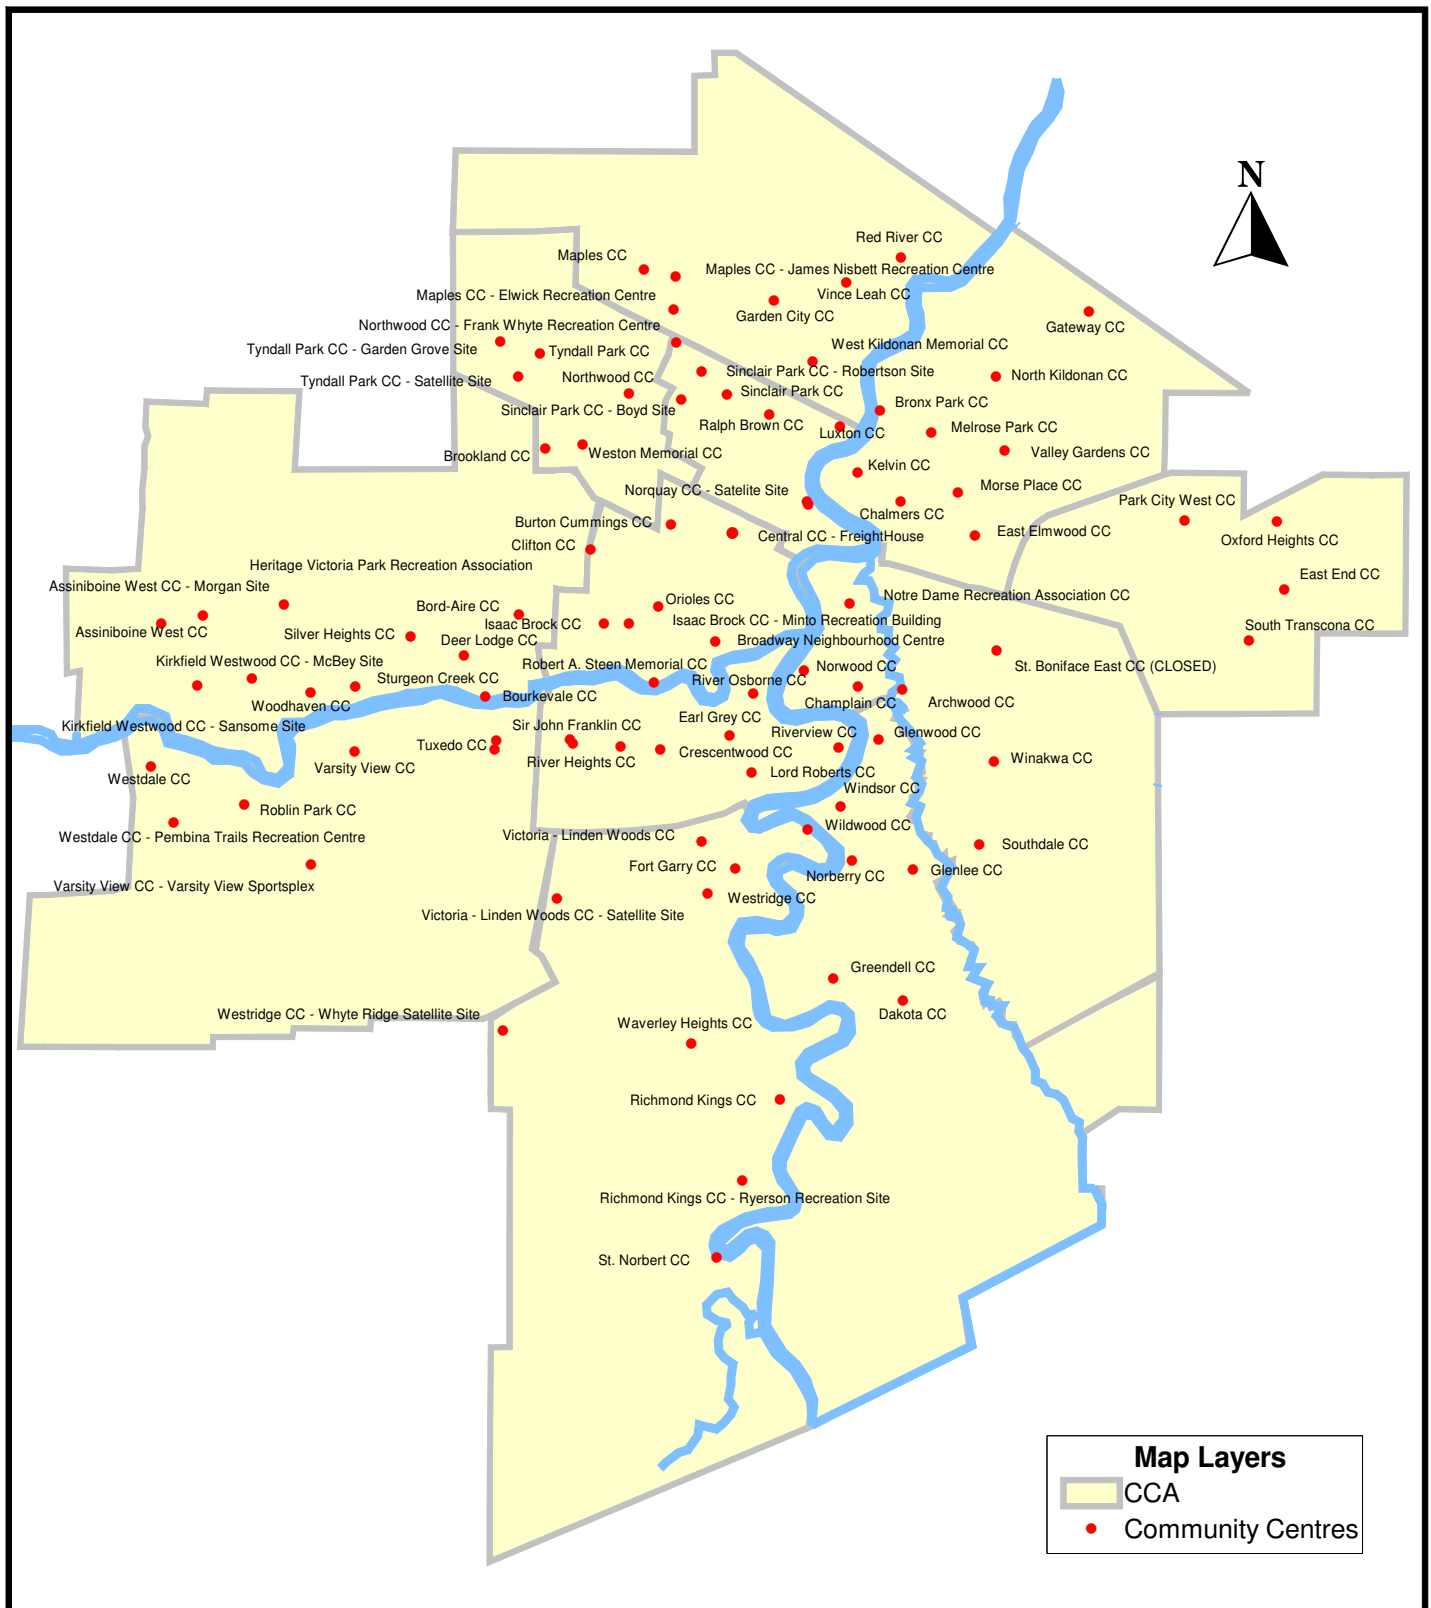 N
Red River CC
Maples CC
Maples CC - James Nisbett Recreation Centre
Maples CC - Elwick Recreation Centre
Vince Leah CC
Garden City CC
Gateway CC
Northwood CC - Frank Whyte Recreation Centre
West Kildonan Memorial CC
Tyndall Park CC - Garden Grove Site
Tyndall Park CC
Sinclair Park CC - Robertson Site
North Kildonan CC
Tyndall Park CC - Satellite Site
Northwood CC
Sinclair Park CC
Bronx Park CC
Sinclair Park CC - Boyd Site
Ralph Brown CC
Luxton CC
Melrose Park CC
Brookland CC
Weston Memorial CC
Valley Gardens CC
Kelvin CC
Norquay CC - Satelite Site
Morse Place CC
Park City West CC
Chalmers CC
Burton Cummings CC
Central CC - FreightHouse
East Elmwood CC
Oxford Heights CC
Clifton CC
Heritage Victoria Park Recreation Association
East End CC
Assiniboine West CC - Morgan Site
Notre Dame Recreation Association CC
Orioles CC
Bord-Aire CC
Isaac Brock CC
Isaac Brock CC - Minto Recreation Building
South Transcona CC
Assiniboine West CC
Silver Heights CC
Deer Lodge CC
Broadway Neighbourhood Centre
Kirkfield Westwood CC - McBey Site
Robert A. Steen Memorial CC
Norwood CC
St. Boniface East CC (CLOSED)
Sturgeon Creek CC
River Osborne CC
Woodhaven CC
Bourkevale CC
Champlain CC
Archwood CC
Kirkfield Westwood CC - Sansome Site
Sir John Franklin CC
Earl Grey CC
Riverview CC
Glenwood CC
Tuxedo CC
Crescentwood CC
River Heights CC
Winakwa CC
Varsity View CC
Lord Roberts CC
Westdale CC
Windsor CC
Roblin Park CC
Wildwood CC
Westdale CC - Pembina Trails Recreation Centre
Victoria - Linden Woods CC
Southdale CC
Fort Garry CC
Norberry CC
Glenlee CC
Varsity View CC - Varsity View Sportsplex
Westridge CC
Victoria - Linden Woods CC - Satellite Site
Greendell CC
Westridge CC - Whyte Ridge Satellite Site
Dakota CC
Waverley Heights CC
Richmond Kings CC
Richmond Kings CC - Ryerson Recreation Site
St. Norbert CC
Map Layers
CCA
Community Centres